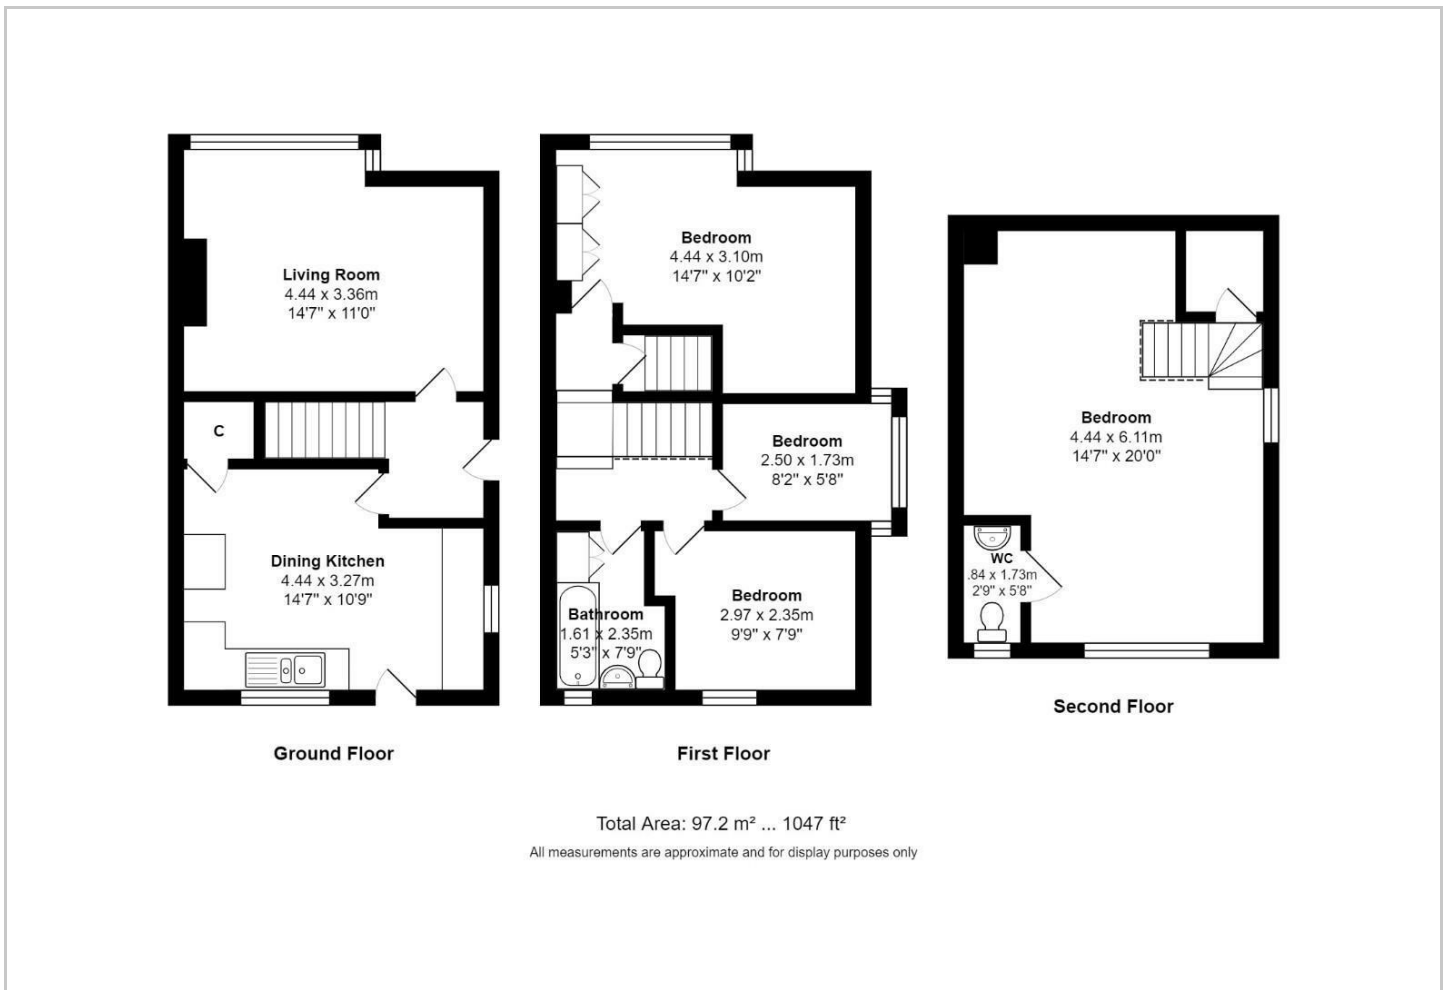 Living Room
4.44 x 3.36m
14'7" x 11'0"
C
Dining Kitchen
4.44 x 3.27m
14'7" x 10'9"
Ground Floor
Bedroom
4.44 x 3.10m
14'7" x 10'2"
Bedroom
2.50 x 1.73m
8'2" x 5'8"
Bedroom
2.97 x 2.35m
9'9" x 7'9"
Bathroom
1.61 x 2.35m
5'3" x 7'9"
First Floor
Bedroom
4.44 x 6.11m
14'7" x 20'0"
WC
.84 x 1.73m
2'9" x 5'8"
Second Floor
Total Area: 97.2 m² ... 1047 ft²
All measurements are approximate and for display purposes only